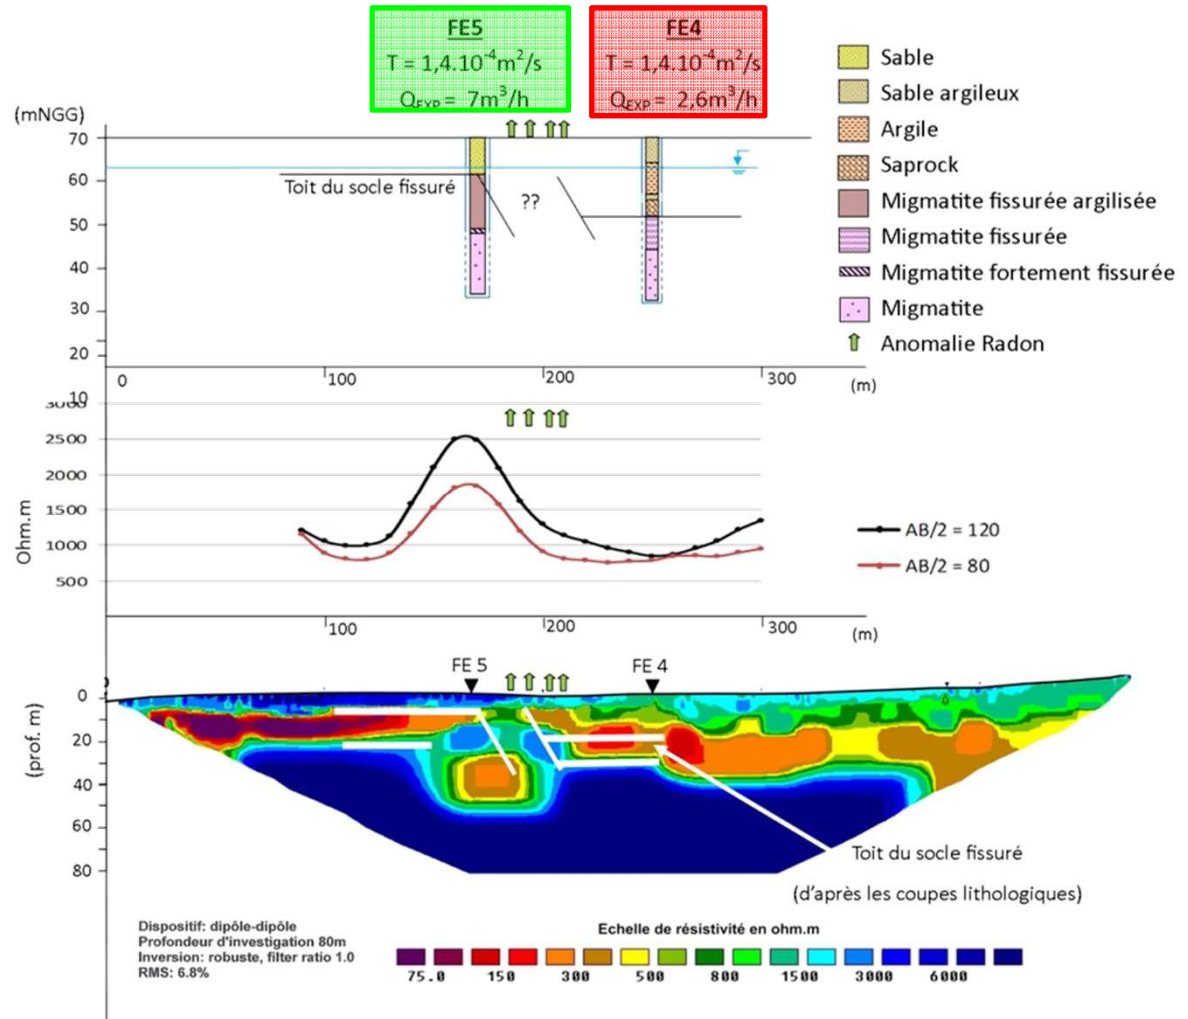 FE5
T = 1,4.10⁻⁴m²/s
Q_EXP = 7m³/h
FE4
T = 1,4.10⁻⁴m²/s
Q_EXP = 2,6m³/h
(mNGG)
70
60
50
40
30
20
10
Toit du socle fissuré
??
0
100
200
300
(m)
Sable
Sable argileux
Argile
Saprock
Migmatite fissurée argilisée
Migmatite fissurée
Migmatite fortement fissurée
Migmatite
Anomalie Radon
3000
2500
2000
1500
1000
500
Ohm.m
AB/2 = 120
AB/2 = 80
100
200
300
(m)
FE 5
FE 4
0
20
40
60
80
(prof. m)
Toit du socle fissuré
(d'après les coupes lithologiques)
Dispositif: dipôle-dipôle
Profondeur d'investigation 80m
Inversion: robuste, filter ratio 1.0
RMS: 6.8%
Echelle de résistivité en ohm.m
75.0 150 300 500 800 1500 3000 6000